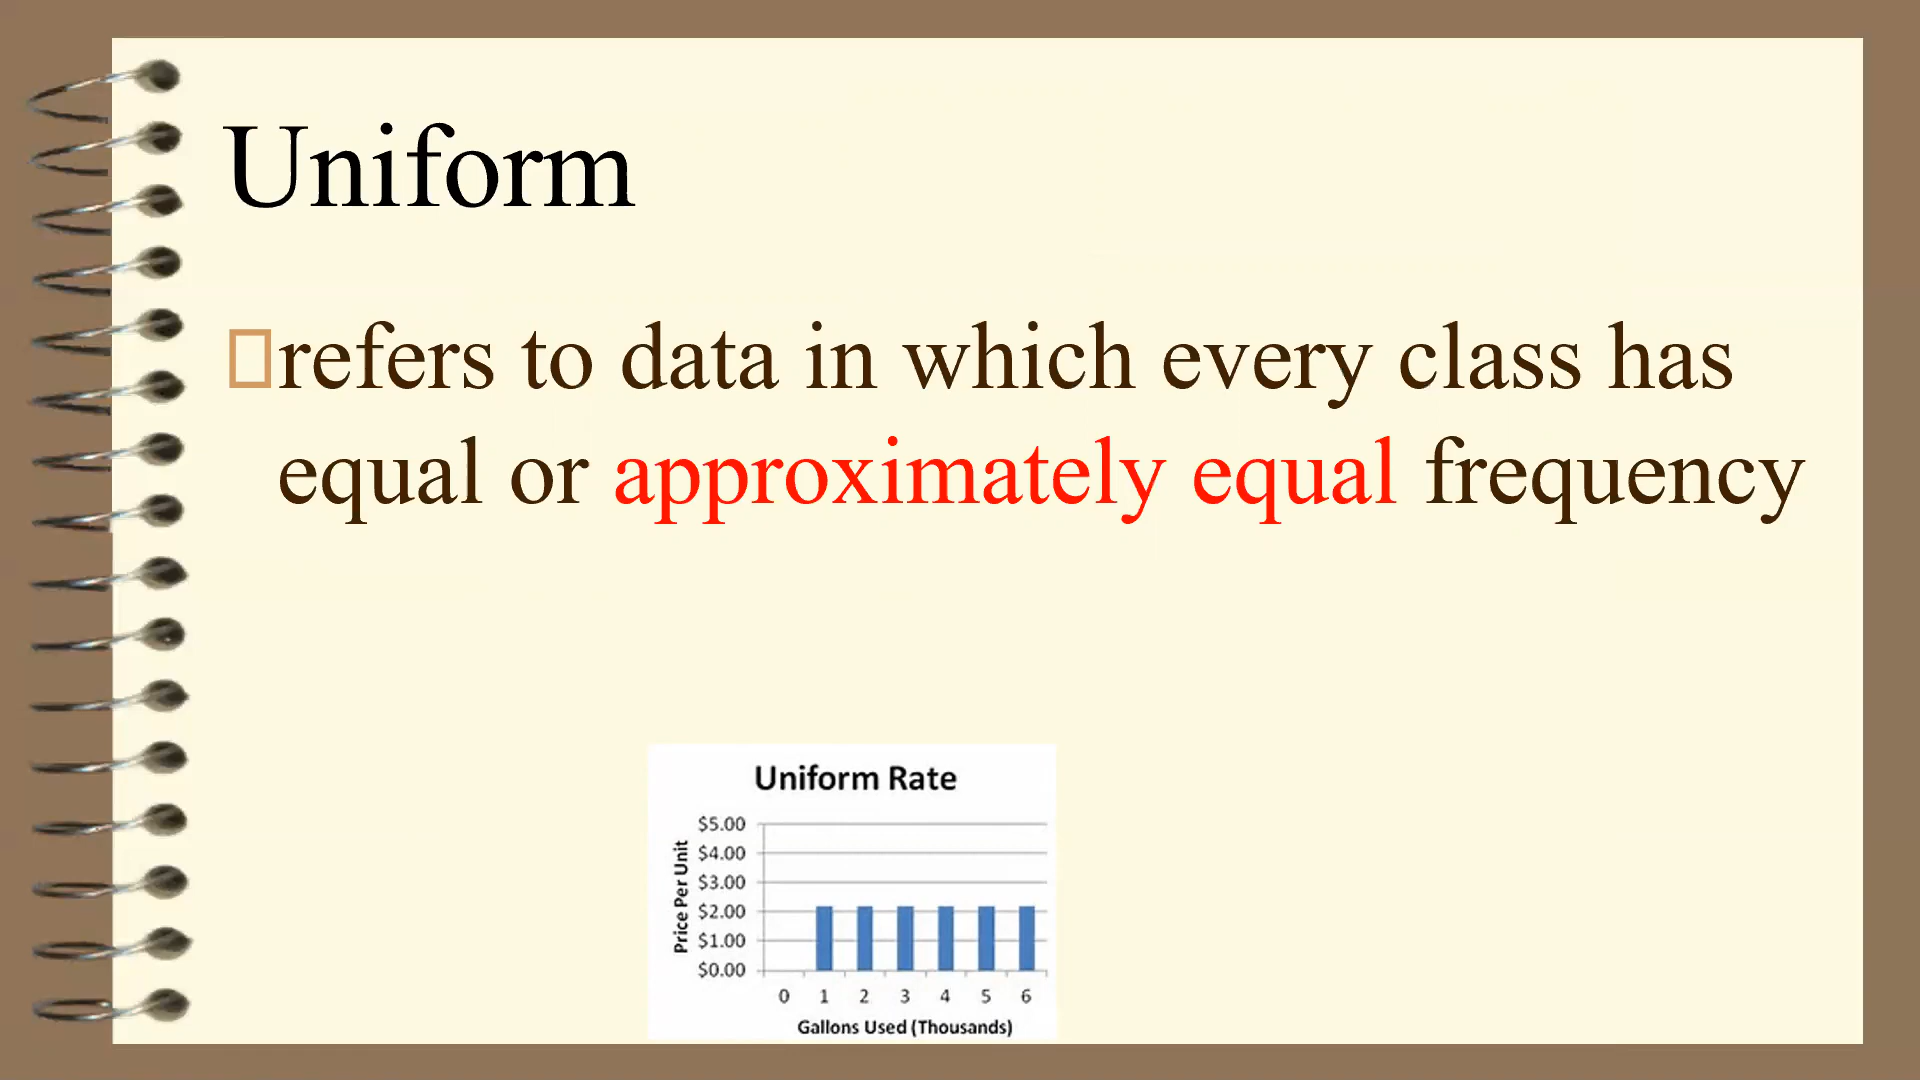 Uniform
refers to data in which every class has
equal or approximately equal frequency
Uniform Rate
Price Per Unit
$5.00
$4.00
$3.00
$2.00
$1.00
$0.00
0 1 2 3 4 5 6
Gallons Used (Thousands)